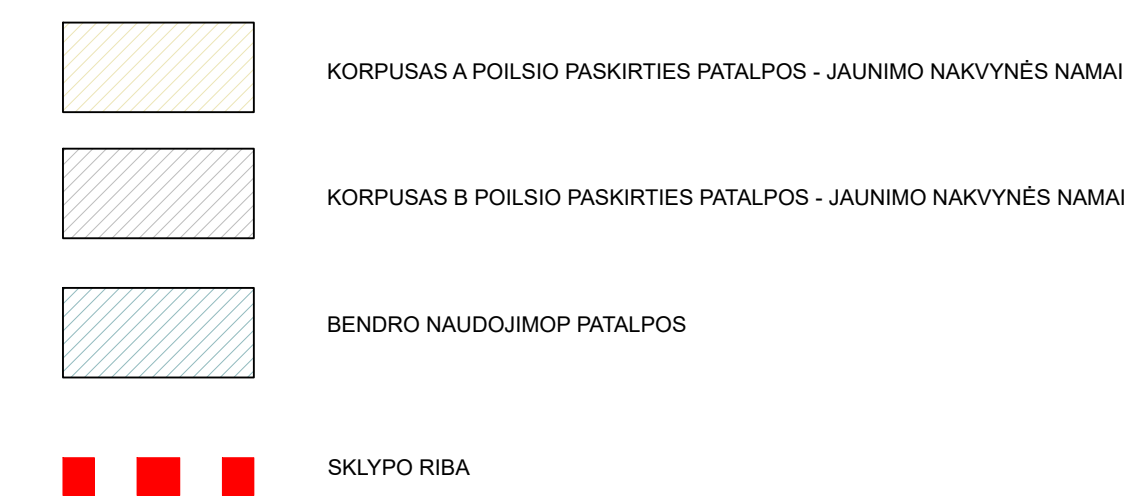 KORPUSAS A POILSIO PASKIRTIES PATALPOS - JAUNIMO NAKVYNĖS NAMAI
KORPUSAS B POILSIO PASKIRTIES PATALPOS - JAUNIMO NAKVYNĖS NAMAI
BENDRO NAUDOJIMOP PATALPOS
SKLYPO RIBA